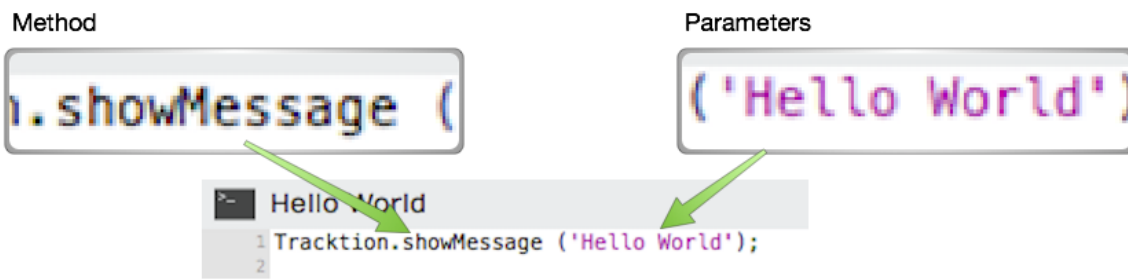 Method
Parameters
.showMessage (
('Hello World')
Hello World
1 Tracktion.showMessage ('Hello World');
2